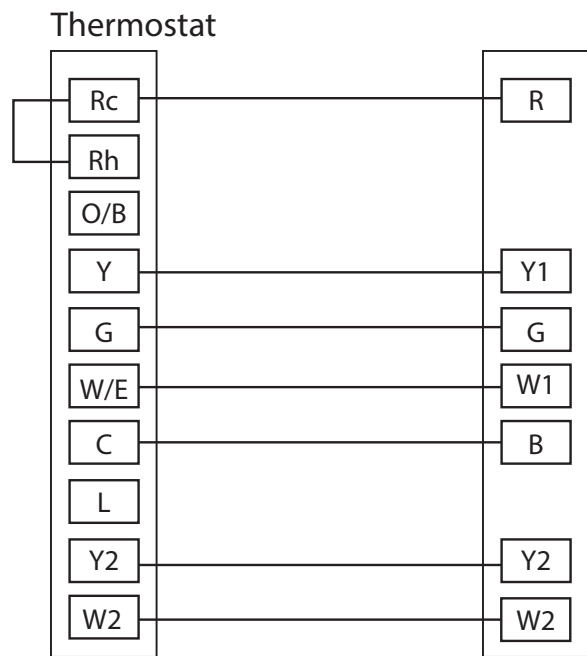 Thermostat
Rc R
Rh
O/B
Y Y1
G G
W/E W1
C B
L
Y2 Y2
W2 W2